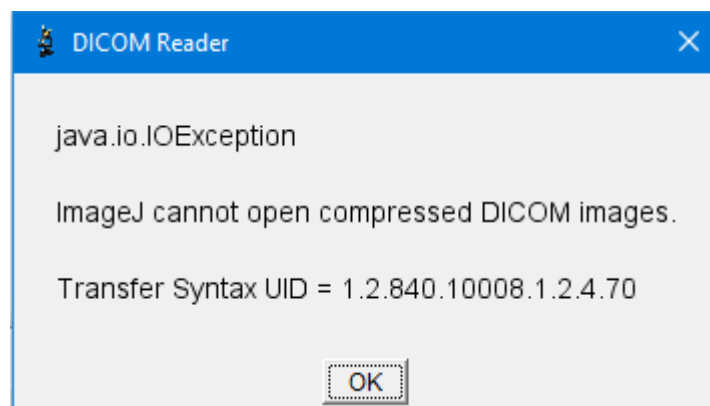 DICOM Reader
java.io.IOException
ImageJ cannot open compressed DICOM images.
Transfer Syntax UID = 1.2.840.10008.1.2.4.70
OK